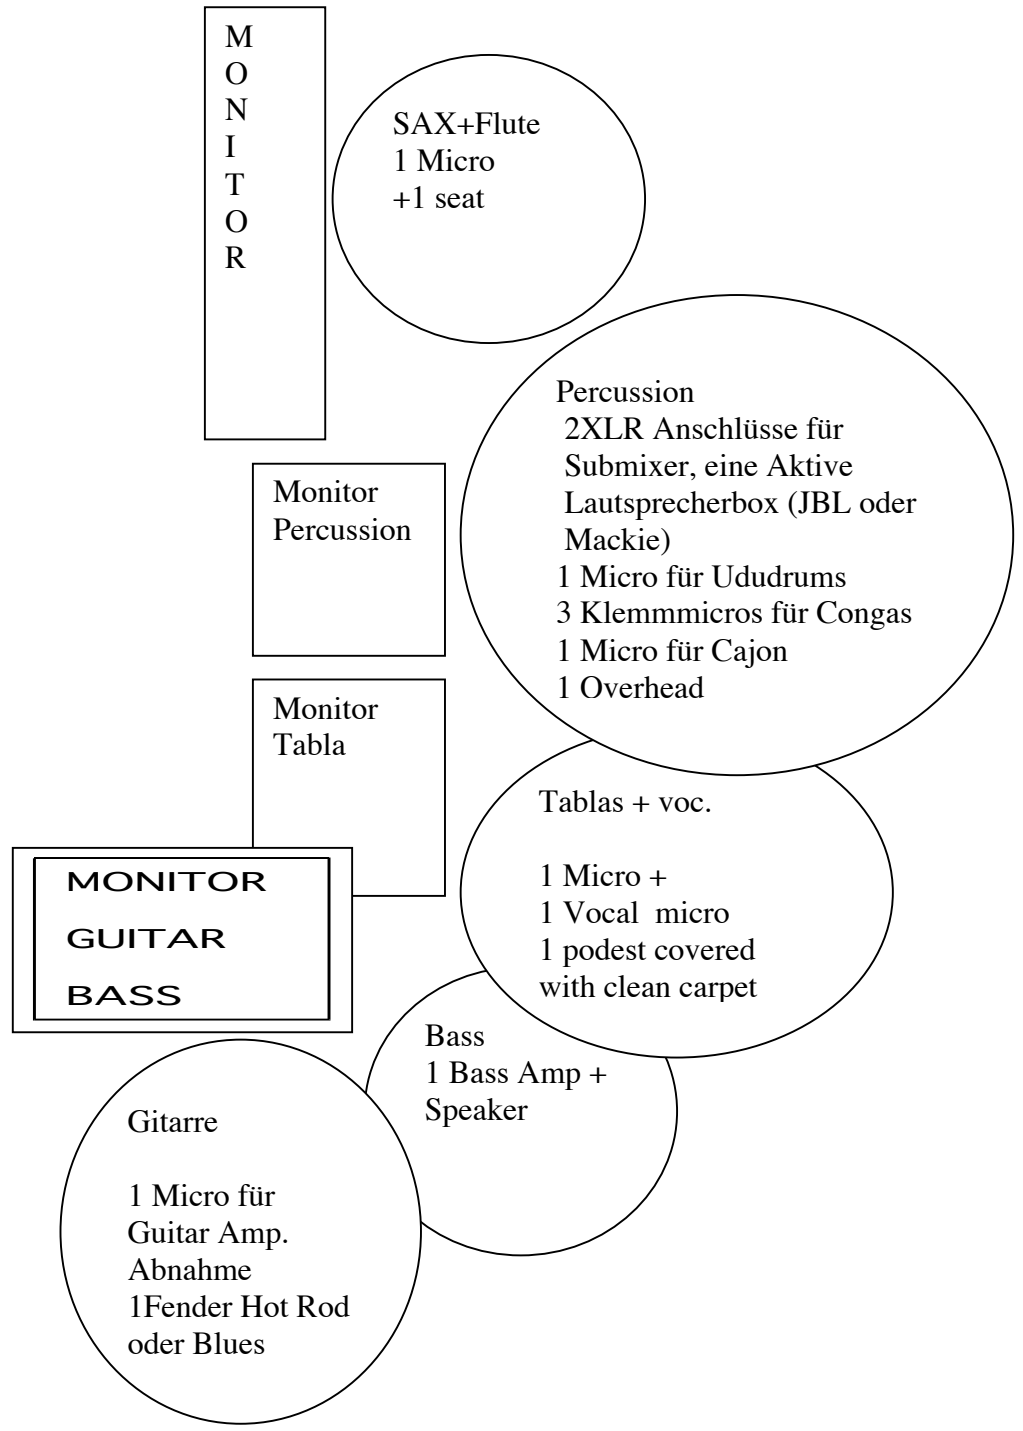 M
O
N
I
T
O
R
SAX+Flute
1 Micro
+1 seat
Percussion
2XLR Anschlüsse für
Submixer, eine Aktive
Lautsprecherbox (JBL oder
Mackie)
1 Micro für Ududrums
3 Klemmmicros für Congas
1 Micro für Cajon
1 Overhead
Monitor
Percussion
Monitor
Tabla
Tablas + voc.
1 Micro +
1 Vocal  micro
1 podest covered
with clean carpet
MONITOR
GUITAR
BASS
Bass
1 Bass Amp +
Speaker
Gitarre
1 Micro für
Guitar Amp.
Abnahme
1Fender Hot Rod
oder Blues